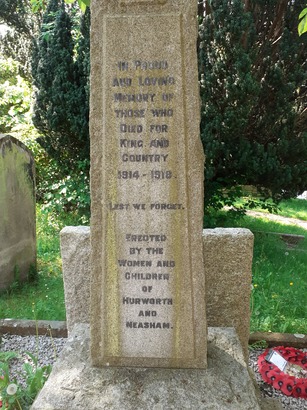 IN PROUD
AND LOVING
MEMORY OF
THOSE WHO
DIED FOR
KING AND
COUNTRY
1914 - 1918
LEST WE FORGET.
ERECTED
BY THE
WOMEN AND
CHILDREN
OF
HURWORTH
AND
NEASHAM.